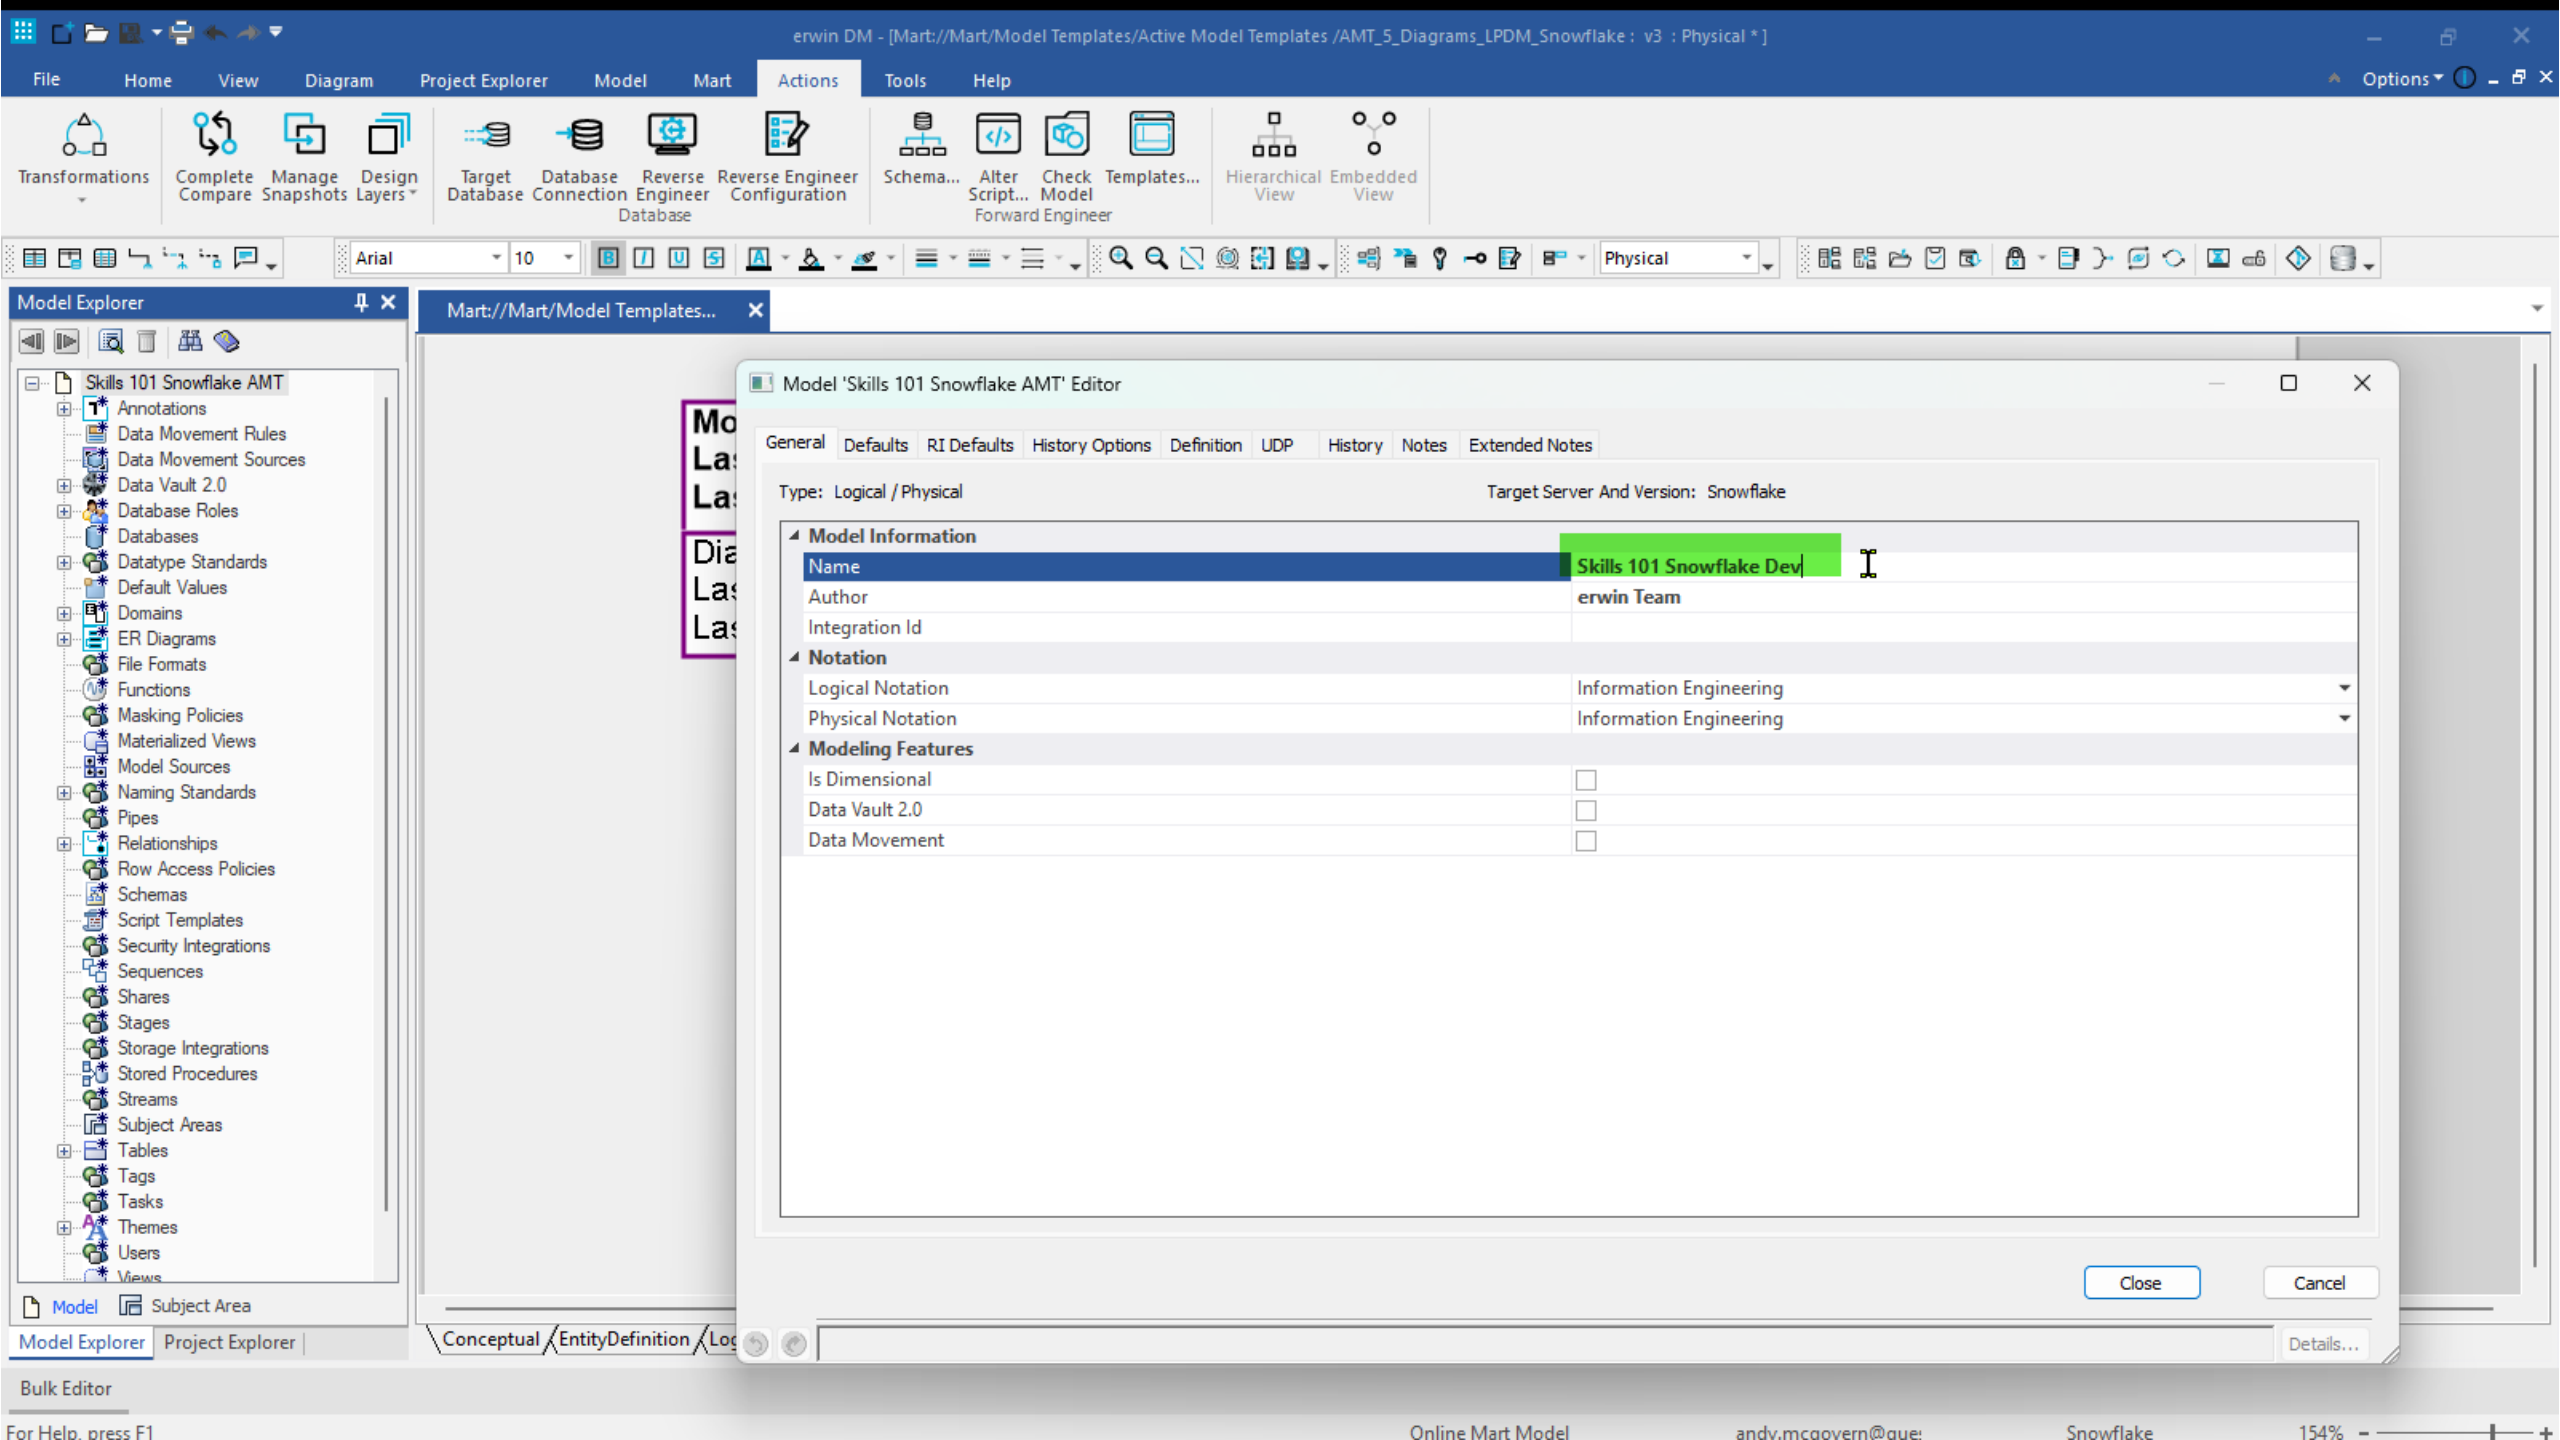 erwin DM - [Mart://Mart/Model Templates/Active Model Templates /AMT_5_Diagrams_LPDM_Snowflake : v3 : Physical * ]
File Home View Diagram Project Explorer Model Mart Actions Tools Help Options
Transformations
Complete Compare
Manage Snapshots
Design Layers
Target Database
Database Connection
Reverse Engineer
Reverse Engineer Configuration
Database
Schema...
Alter Script...
Check Model
Templates...
Forward Engineer
Hierarchical View
Embedded View
Arial 10 B I U S A Physical
Model Explorer
Mart://Mart/Model Templates...
Skills 101 Snowflake AMT
Annotations
Data Movement Rules
Data Movement Sources
Data Vault 2.0
Database Roles
Databases
Datatype Standards
Default Values
Domains
ER Diagrams
File Formats
Functions
Masking Policies
Materialized Views
Model Sources
Naming Standards
Pipes
Relationships
Row Access Policies
Schemas
Script Templates
Security Integrations
Sequences
Shares
Stages
Storage Integrations
Stored Procedures
Streams
Subject Areas
Tables
Tags
Tasks
Themes
Users
Views
Model Subject Area
Model Explorer Project Explorer
Mo
Las
Las
Dia
Las
Las
Conceptual EntityDefinition Log
Model 'Skills 101 Snowflake AMT' Editor
General Defaults RI Defaults History Options Definition UDP History Notes Extended Notes
Type: Logical / Physical Target Server And Version: Snowflake
Model Information
Name Skills 101 Snowflake Dev
Author erwin Team
Integration Id
Notation
Logical Notation Information Engineering
Physical Notation Information Engineering
Modeling Features
Is Dimensional
Data Vault 2.0
Data Movement
Close Cancel
Details...
Bulk Editor
For Help, press F1 Online Mart Model andy.mcgovern@que Snowflake 154%